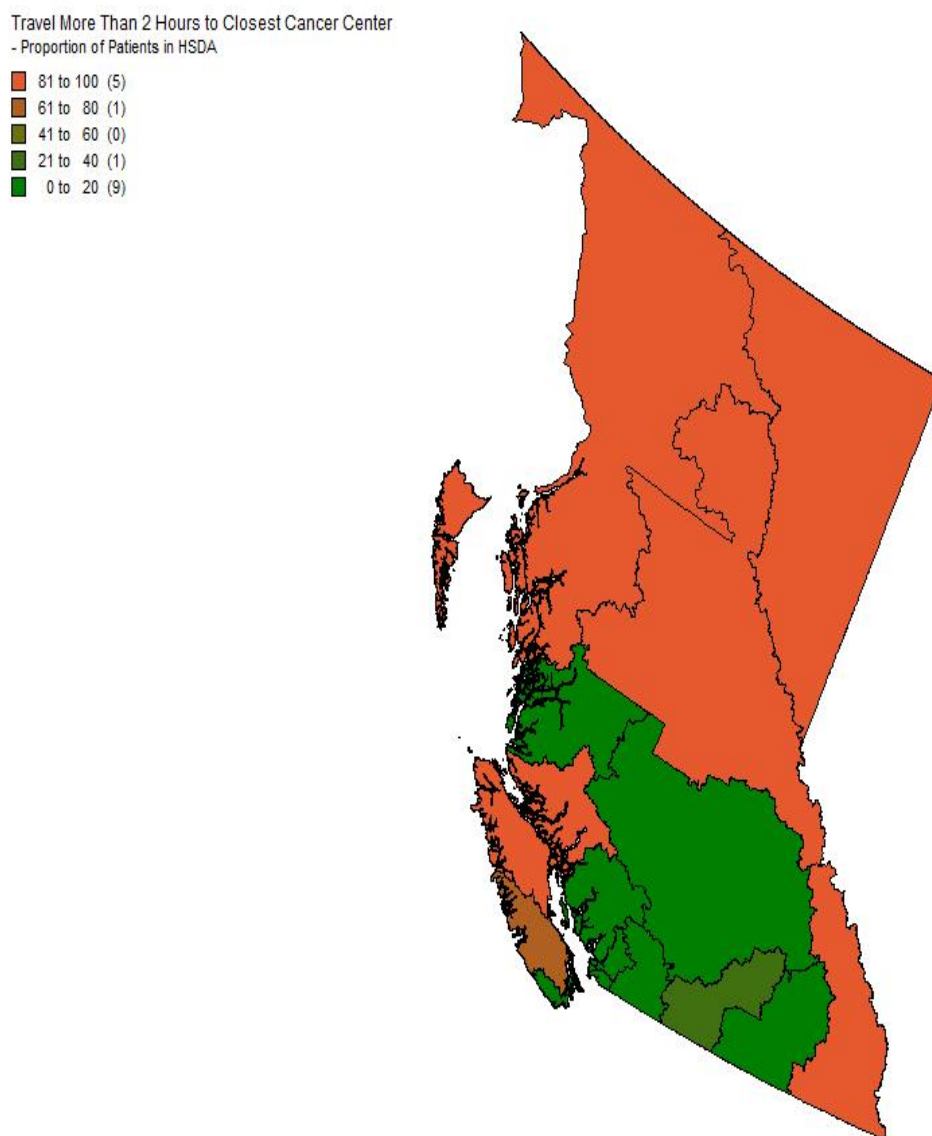 Travel More Than 2 Hours to Closest Cancer Center
- Proportion of Patients in HSDA
81 to 100 (5)
61 to 80 (1)
41 to 60 (0)
21 to 40 (1)
0 to 20 (9)